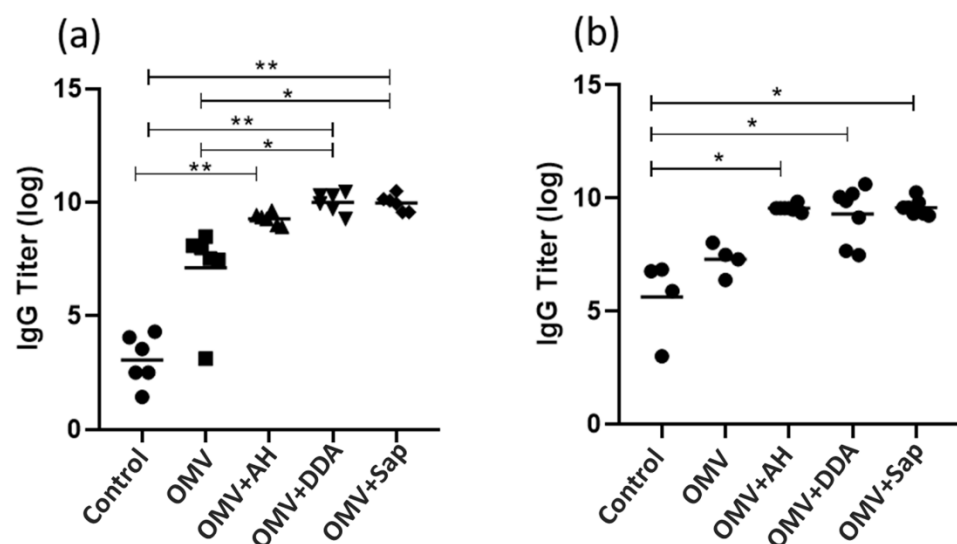 (a)
**
*
**
*
**
15
10
5
0
IgG Titer (log)
Control
OMV
OMV+AH
OMV+DDA
OMV+Sap
(b)
*
*
*
15
10
5
0
IgG Titer (log)
Control
OMV
OMV+AH
OMV+DDA
OMV+Sap